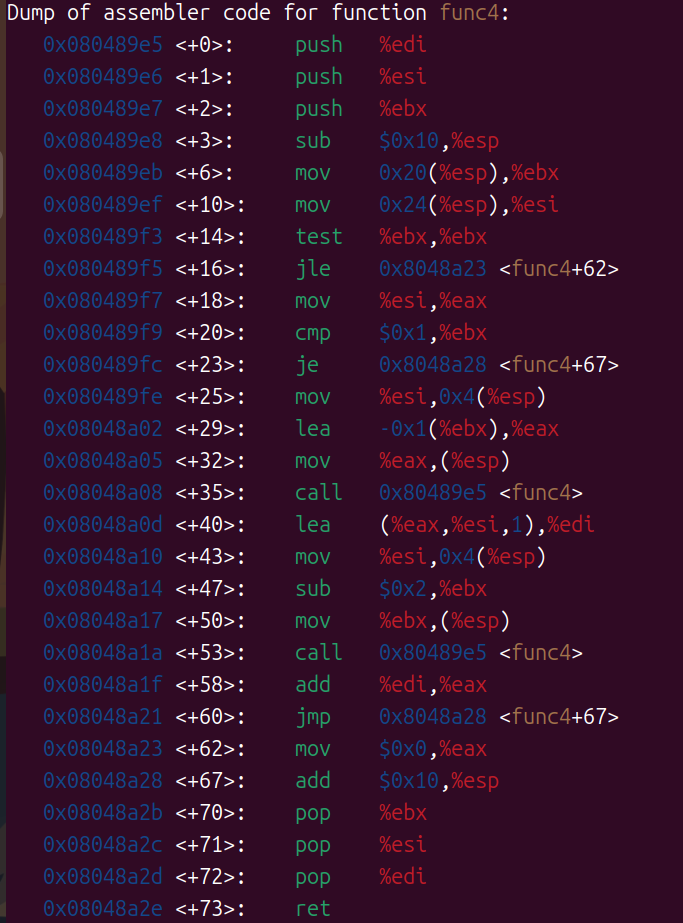 Dump of assembler code for function func4:
0x080489e5 <+0>: push %edi
0x080489e6 <+1>: push %esi
0x080489e7 <+2>: push %ebx
0x080489e8 <+3>: sub $0x10,%esp
0x080489eb <+6>: mov 0x20(%esp),%ebx
0x080489ef <+10>: mov 0x24(%esp),%esi
0x080489f3 <+14>: test %ebx,%ebx
0x080489f5 <+16>: jle 0x8048a23 <func4+62>
0x080489f7 <+18>: mov %esi,%eax
0x080489f9 <+20>: cmp $0x1,%ebx
0x080489fc <+23>: je 0x8048a28 <func4+67>
0x080489fe <+25>: mov %esi,0x4(%esp)
0x08048a02 <+29>: lea -0x1(%ebx),%eax
0x08048a05 <+32>: mov %eax,(%esp)
0x08048a08 <+35>: call 0x80489e5 <func4>
0x08048a0d <+40>: lea (%eax,%esi,1),%edi
0x08048a10 <+43>: mov %esi,0x4(%esp)
0x08048a14 <+47>: sub $0x2,%ebx
0x08048a17 <+50>: mov %ebx,(%esp)
0x08048a1a <+53>: call 0x80489e5 <func4>
0x08048a1f <+58>: add %edi,%eax
0x08048a21 <+60>: jmp 0x8048a28 <func4+67>
0x08048a23 <+62>: mov $0x0,%eax
0x08048a28 <+67>: add $0x10,%esp
0x08048a2b <+70>: pop %ebx
0x08048a2c <+71>: pop %esi
0x08048a2d <+72>: pop %edi
0x08048a2e <+73>: ret